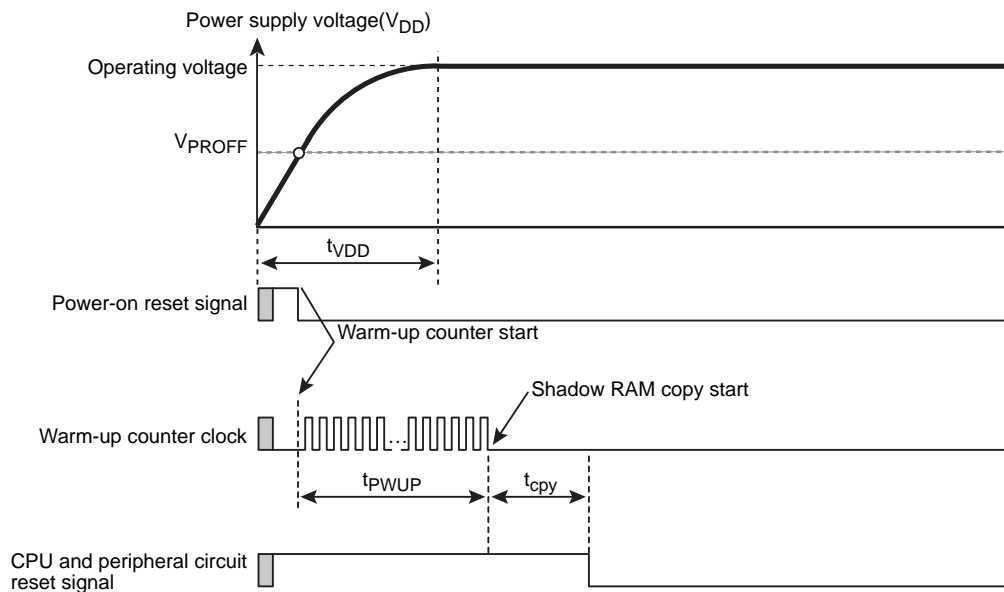 Power supply voltage(VDD)
Operating voltage
VPROFF
tVDD
Power-on reset signal
Warm-up counter start
Shadow RAM copy start
Warm-up counter clock
...
tPWUP
tcpy
CPU and peripheral circuit
reset signal